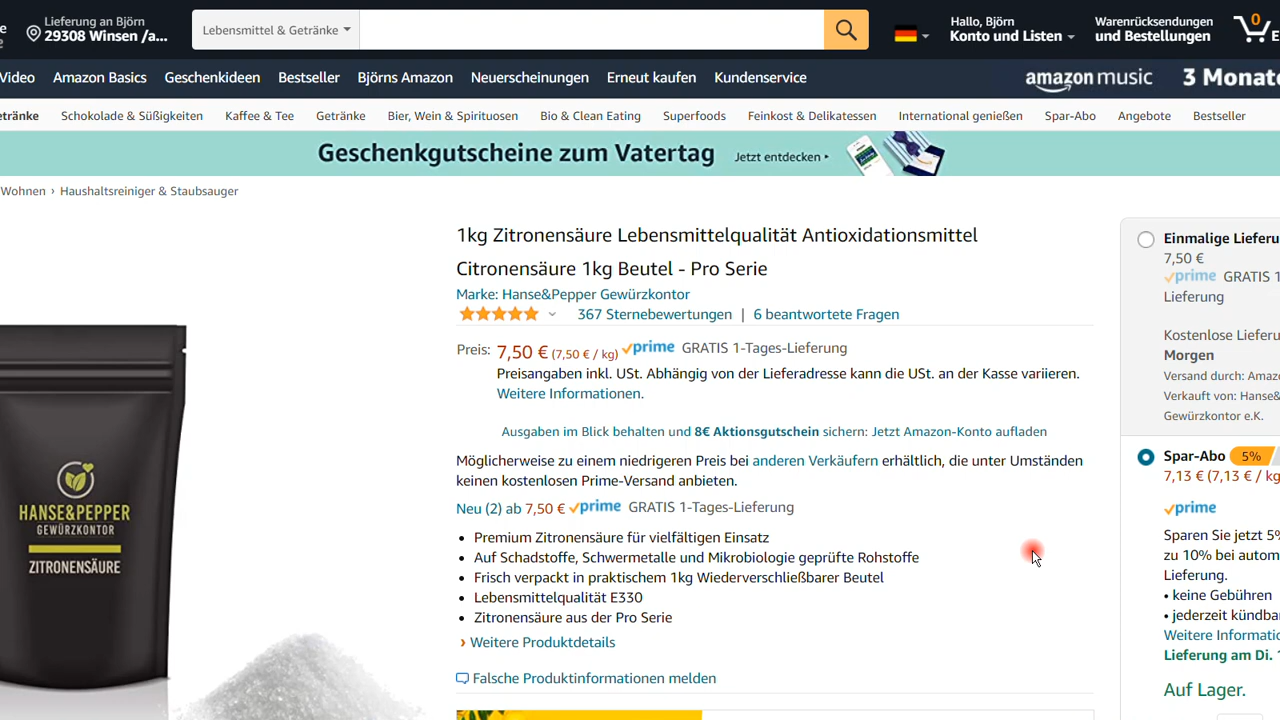 Lieferung an Björn
29308 Winsen /a...
Lebensmittel & Getränke
Hallo, Björn
Konto und Listen
Warenrücksendungen
und Bestellungen
0
Video Amazon Basics Geschenkideen Bestseller Björns Amazon Neuerscheinungen Erneut kaufen Kundenservice
amazon music 3 Monate
etränke Schokolade & Süßigkeiten Kaffee & Tee Getränke Bier, Wein & Spirituosen Bio & Clean Eating Superfoods Feinkost & Delikatessen International genießen Spar-Abo Angebote Bestseller
Geschenkgutscheine zum Vatertag Jetzt entdecken ▸
Wohnen › Haushaltsreiniger & Staubsauger
1kg Zitronensäure Lebensmittelqualität Antioxidationsmittel
Citronensäure 1kg Beutel - Pro Serie
Marke: Hanse&Pepper Gewürzkontor
367 Sternebewertungen | 6 beantwortete Fragen
Preis: 7,50 € (7,50 € / kg) prime GRATIS 1-Tages-Lieferung
Preisangaben inkl. USt. Abhängig von der Lieferadresse kann die USt. an der Kasse variieren.
Weitere Informationen.
Ausgaben im Blick behalten und 8€ Aktionsgutschein sichern: Jetzt Amazon-Konto aufladen
Möglicherweise zu einem niedrigeren Preis bei anderen Verkäufern erhältlich, die unter Umständen
keinen kostenlosen Prime-Versand anbieten.
Neu (2) ab 7,50 € prime GRATIS 1-Tages-Lieferung
• Premium Zitronensäure für vielfältigen Einsatz
• Auf Schadstoffe, Schwermetalle und Mikrobiologie geprüfte Rohstoffe
• Frisch verpackt in praktischem 1kg Wiederverschließbarer Beutel
• Lebensmittelqualität E330
• Zitronensäure aus der Pro Serie
› Weitere Produktdetails
Falsche Produktinformationen melden
HANSE&PEPPER
GEWÜRZKONTOR
ZITRONENSÄURE
Einmalige Lieferu
7,50 €
prime GRATIS 1
Lieferung
Kostenlose Lieferu
Morgen
Versand durch: Amazo
Verkauft von: Hanse&
Gewürzkontor e.K.
Spar-Abo 5%
7,13 € (7,13 € / kg
prime
Sparen Sie jetzt 5%
zu 10% bei autom
Lieferung.
• keine Gebühren
• jederzeit kündba
Weitere Informatio
Lieferung am Di. 1
Auf Lager.